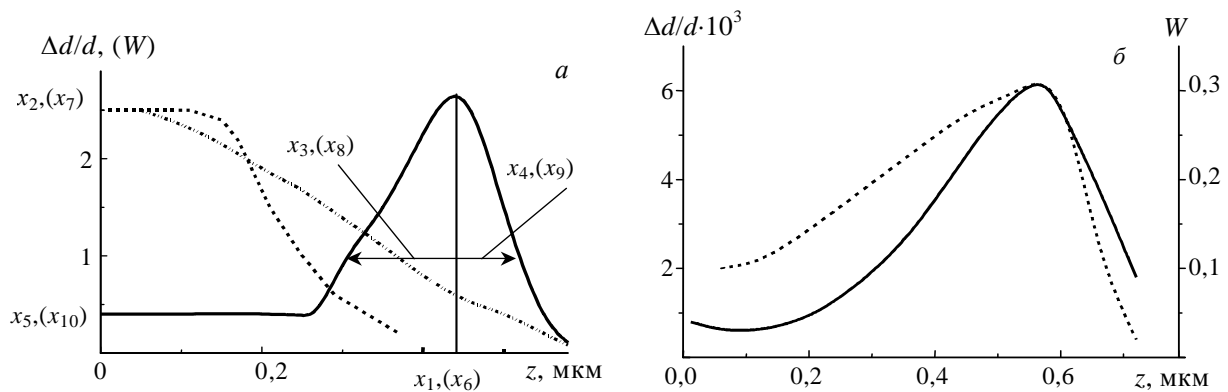 Δd/d, (W)
а
x₂,(x₇)
2
x₃,(x₈)
x₄,(x₉)
1
x₅,(x₁₀)
0,2
x₁,(x₆)
z, мкм
Δd/d·10³
б
W
6
0,3
4
0,2
2
0,1
0,0
0,2
0,4
0,6
z, мкм